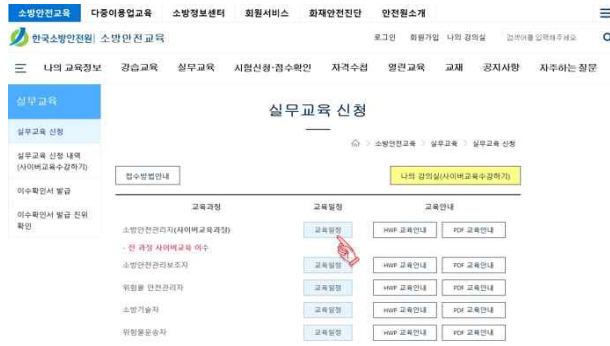 소방안전교육 다중이용업교육 소방정보센터 회원서비스 화재안전진단 안전원소개
한국소방안전원 소방안전교육 로그인 회원가입 나의 강의실 검색어를 입력해주세요
나의 교육정보 강습교육 실무교육 시험신청·접수확인 자격수첩 열린교육 교재 공지사항 자주하는 질문
실무교육
실무교육 신청
실무교육 신청 내역
(사이버교육수강하기)
이수확인서 발급
이수확인서 발급 진위
확인
실무교육 신청
소방안전교육 실무교육 실무교육 신청
접수방법안내 나의 강의실(사이버교육수강하기)
교육과정 교육일정 교육안내
소방안전관리자(사이버교육과정) 교육일정 HWP 교육안내 PDF 교육안내
- 전 과정 사이버교육 이수
소방안전관리보조자 교육일정 HWP 교육안내 PDF 교육안내
위험물 안전관리자 교육일정 HWP 교육안내 PDF 교육안내
소방기술자 교육일정 HWP 교육안내 PDF 교육안내
위험물운송자 교육일정 HWP 교육안내 PDF 교육안내